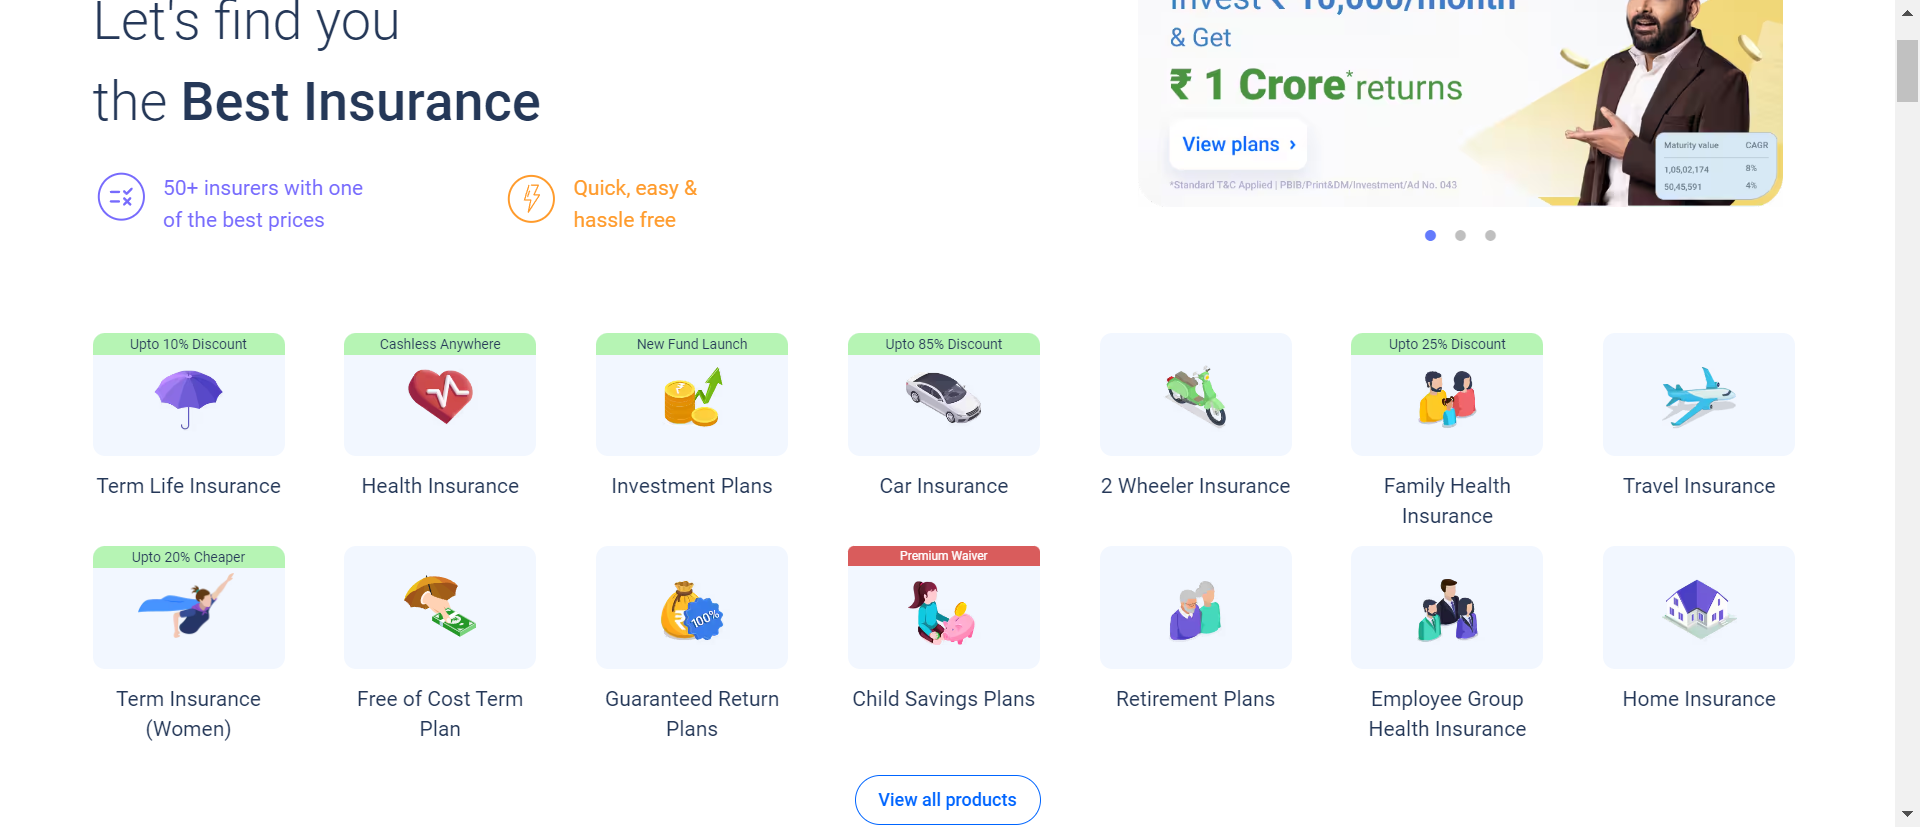 Let's find you
the Best Insurance
50+ insurers with one
of the best prices
Quick, easy &
hassle free
Invest ₹ 10,000/month
& Get
₹ 1 Crore* returns
View plans ›
*Standard T&C Applied | PBIB/Print&DM/Investment/Ad No. 043
Maturity value CAGR
1,05,02,174 8%
50,45,591 4%
Upto 10% Discount
Term Life Insurance
Cashless Anywhere
Health Insurance
New Fund Launch
Investment Plans
Upto 85% Discount
Car Insurance
2 Wheeler Insurance
Upto 25% Discount
Family Health
Insurance
Travel Insurance
Upto 20% Cheaper
Term Insurance
(Women)
Free of Cost Term
Plan
₹ 100%
Guaranteed Return
Plans
Premium Waiver
Child Savings Plans
Retirement Plans
Employee Group
Health Insurance
Home Insurance
View all products